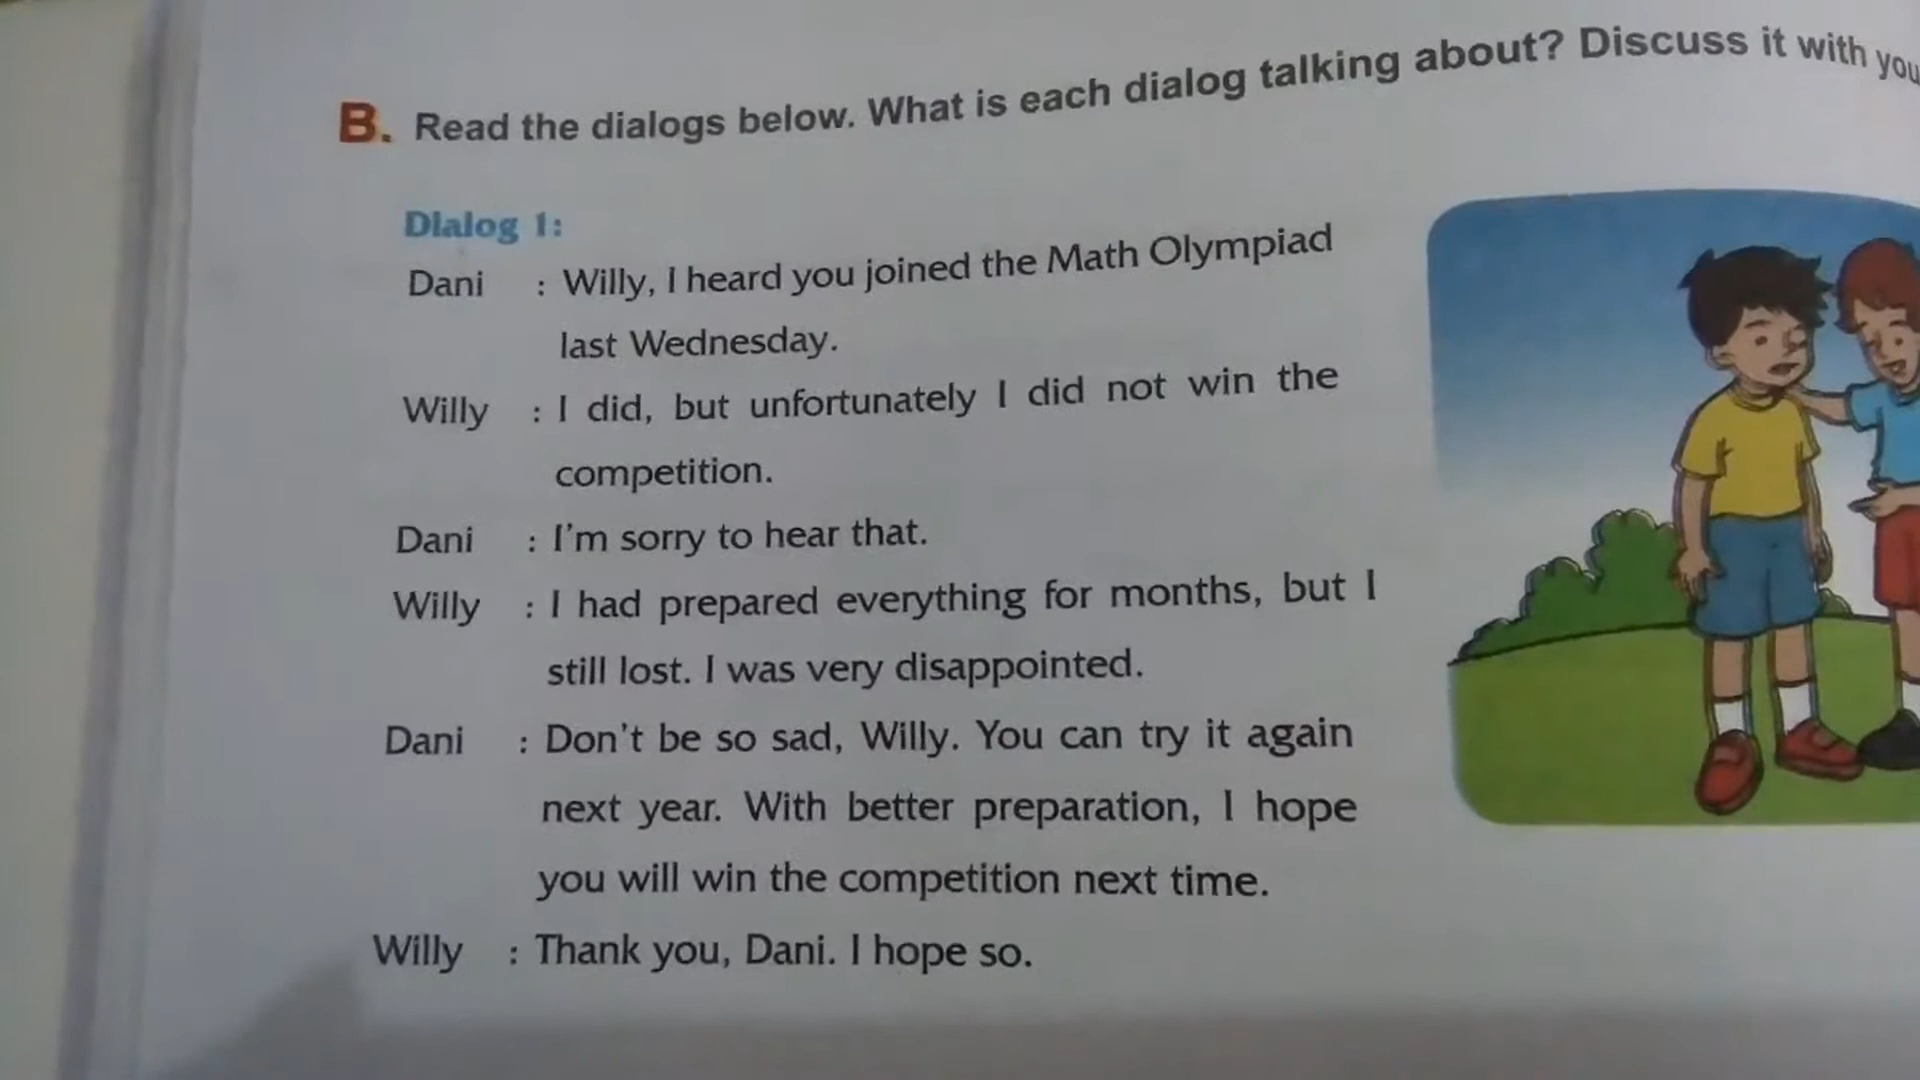 B. Read the dialogs below. What is each dialog talking about? Discuss it with
Dialog 1:
Dani : Willy, I heard you joined the Math Olympiad
last Wednesday.
Willy : I did, but unfortunately I did not win the
competition.
Dani : I'm sorry to hear that.
Willy : I had prepared everything for months, but I
still lost. I was very disappointed.
Dani : Don't be so sad, Willy. You can try it again
next year. With better preparation, I hope
you will win the competition next time.
Willy : Thank you, Dani. I hope so.